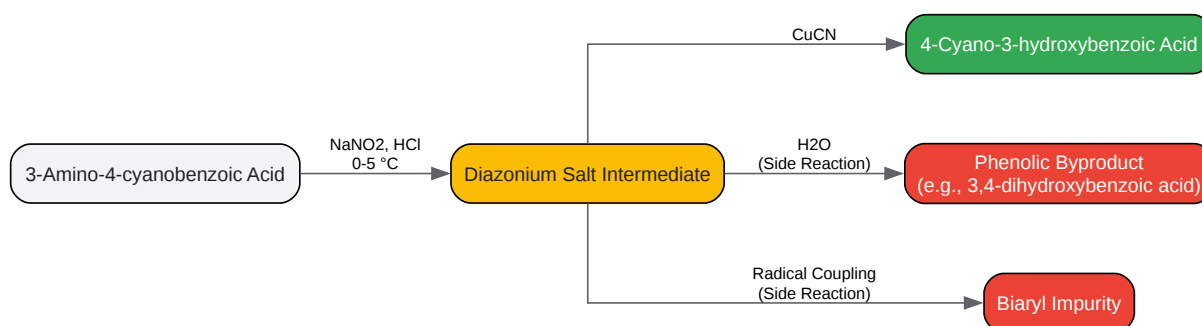 CuCN
4-Cyano-3-hydroxybenzoic Acid
3-Amino-4-cyanobenzoic Acid
NaNO2, HCl
0-5 °C
Diazonium Salt Intermediate
H2O
(Side Reaction)
Phenolic Byproduct
(e.g., 3,4-dihydroxybenzoic acid)
Radical Coupling
(Side Reaction)
Biaryl Impurity